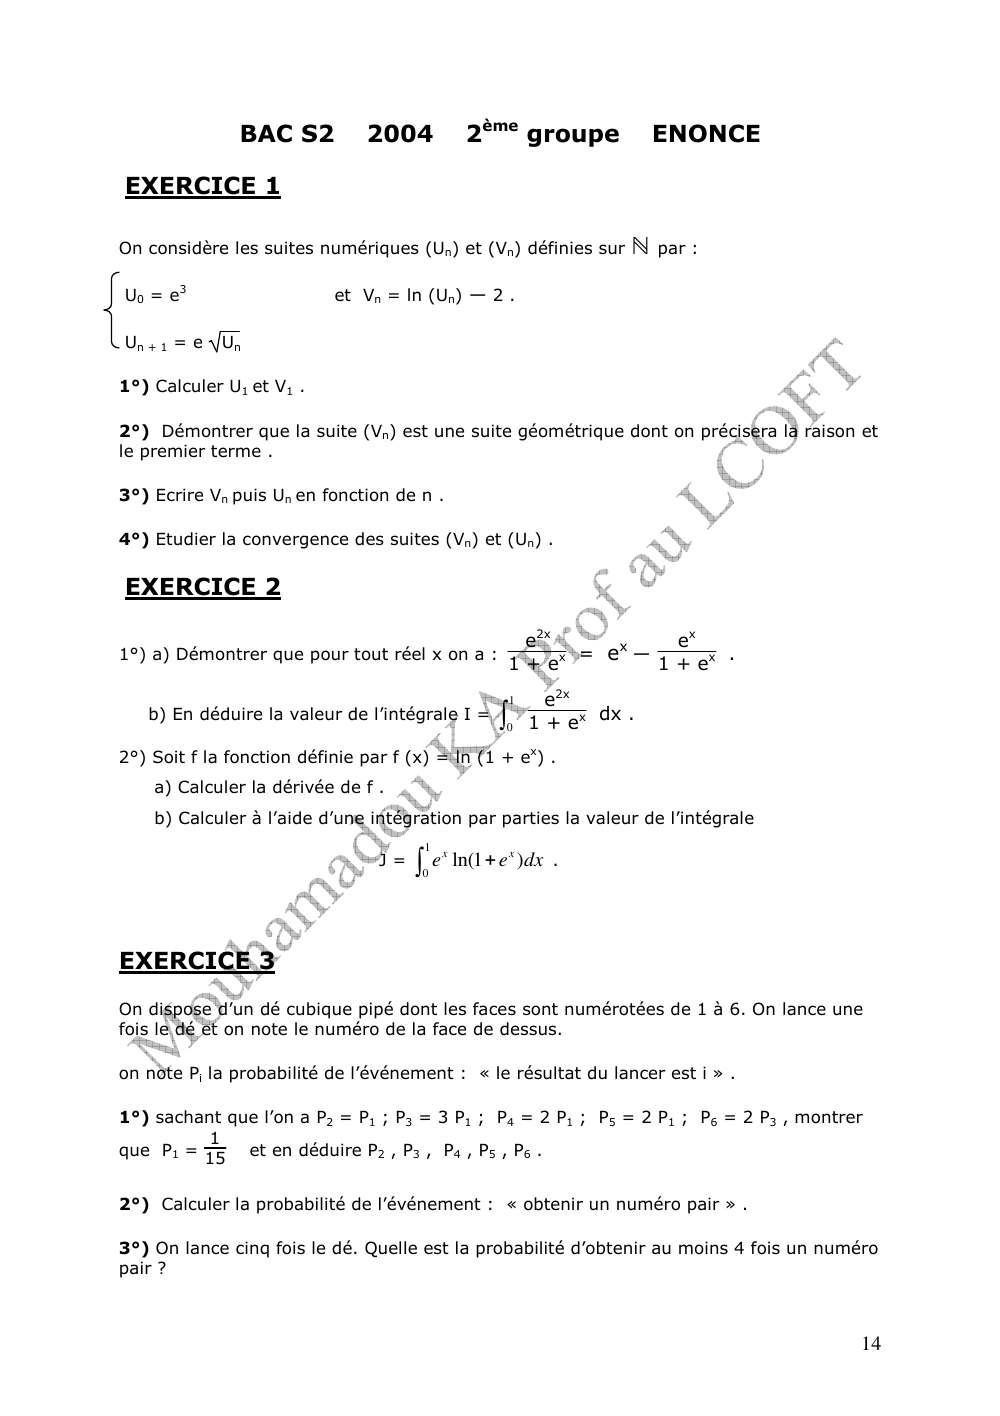 BAC S2 2004 2ème groupe ENONCE
EXERCICE 1
On considère les suites numériques (Un) et (Vn) définies sur ℕ par :
U0 = e³ et Vn = ln (Un) — 2 .
Un + 1 = e √Un
1°) Calculer U1 et V1 .
2°) Démontrer que la suite (Vn) est une suite géométrique dont on précisera la raison et
le premier terme .
3°) Ecrire Vn puis Un en fonction de n .
4°) Etudier la convergence des suites (Vn) et (Un) .
EXERCICE 2
1°) a) Démontrer que pour tout réel x on a : e^2x / (1 + e^x) = e^x — e^x / (1 + e^x) .
b) En déduire la valeur de l’intégrale I = ∫₀¹ e^2x / (1 + e^x) dx .
2°) Soit f la fonction définie par f (x) = ln (1 + e^x) .
a) Calculer la dérivée de f .
b) Calculer à l’aide d’une intégration par parties la valeur de l’intégrale
J = ∫₀¹ e^x ln(1+e^x)dx .
EXERCICE 3
On dispose d’un dé cubique pipé dont les faces sont numérotées de 1 à 6. On lance une
fois le dé et on note le numéro de la face de dessus.
on note Pi la probabilité de l’événement : « le résultat du lancer est i » .
1°) sachant que l’on a P2 = P1 ; P3 = 3 P1 ; P4 = 2 P1 ; P5 = 2 P1 ; P6 = 2 P3 , montrer
que P1 = 1/15 et en déduire P2 , P3 , P4 , P5 , P6 .
2°) Calculer la probabilité de l’événement : « obtenir un numéro pair » .
3°) On lance cinq fois le dé. Quelle est la probabilité d’obtenir au moins 4 fois un numéro
pair ?
14
Mouhamadou KA Prof au LCOFT